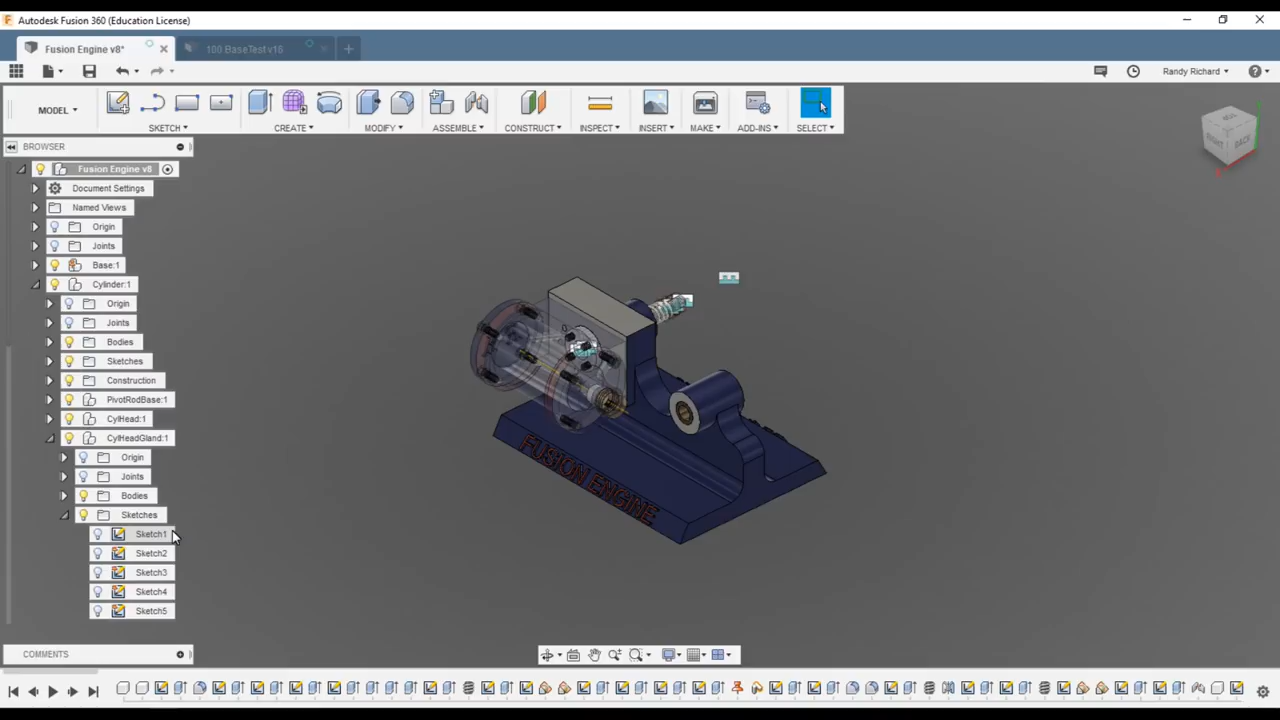 Autodesk Fusion 360 (Education License)
Fusion Engine v8*
100 BaseTest v16
Randy Richard
MODEL
SKETCH
CREATE
MODIFY
ASSEMBLE
CONSTRUCT
INSPECT
INSERT
MAKE
ADD-INS
SELECT
BROWSER
Fusion Engine v8
Document Settings
Named Views
Origin
Joints
Base:1
Cylinder:1
Origin
Joints
Bodies
Sketches
Construction
PivotRodBase:1
CylHead:1
CylHeadGland:1
Origin
Joints
Bodies
Sketches
Sketch1
Sketch2
Sketch3
Sketch4
Sketch5
FUSION ENGINE
COMMENTS